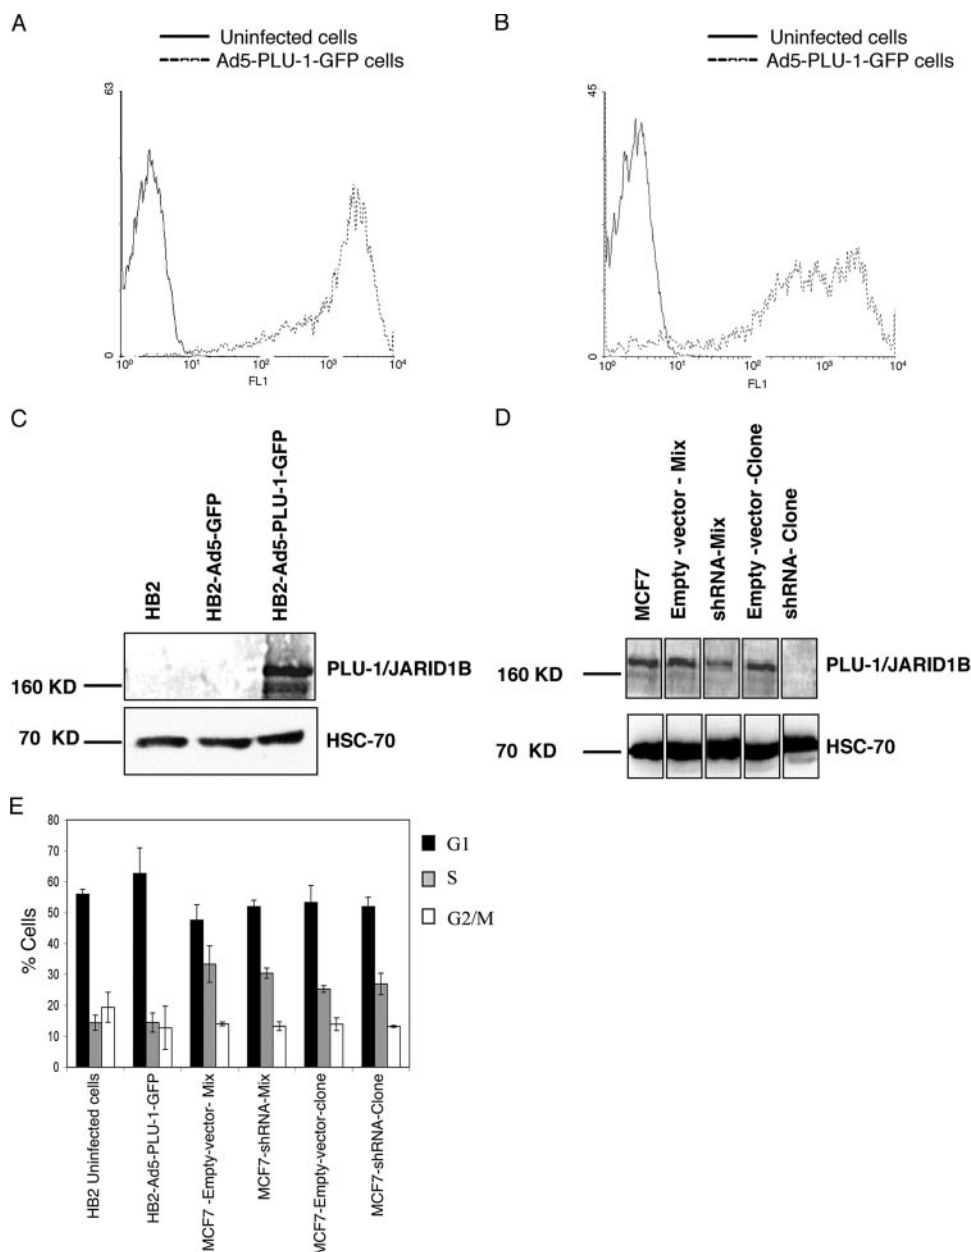 A
Uninfected cells
Ad5-PLU-1-GFP cells
63
0
10⁰ 10¹ 10² 10³ 10⁴
FL1
B
Uninfected cells
Ad5-PLU-1-GFP cells
45
0
10⁰ 10¹ 10² 10³ 10⁴
FL1
C
HB2
HB2-Ad5-GFP
HB2-Ad5-PLU-1-GFP
160 KD
PLU-1/JARID1B
70 KD
HSC-70
D
MCF7
Empty -vector - Mix
shRNA-Mix
Empty -vector -Clone
shRNA- Clone
160 KD
PLU-1/JARID1B
70 KD
HSC-70
E
80
70
60
50
40
30
20
10
0
% Cells
G1
S
G2/M
HB2 Uninfected cells
HB2-Ad5-PLU-1-GFP
MCF7 -Empty-vector- Mix
MCF7-shRNA-Mix
MCF7-Empty-vector-clone
MCF7-shRNA-Clone